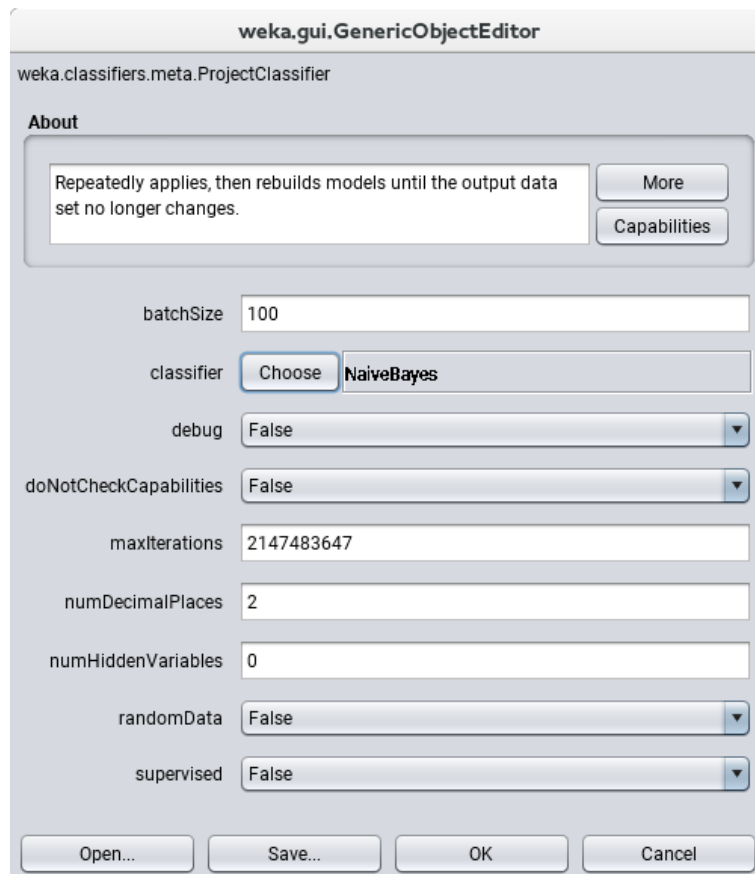 weka.gui.GenericObjectEditor
weka.classifiers.meta.ProjectClassifier
About
Repeatedly applies, then rebuilds models until the output data
set no longer changes.
More
Capabilities
batchSize 100
classifier Choose NaiveBayes
debug False
doNotCheckCapabilities False
maxIterations 2147483647
numDecimalPlaces 2
numHiddenVariables 0
randomData False
supervised False
Open... Save... OK Cancel